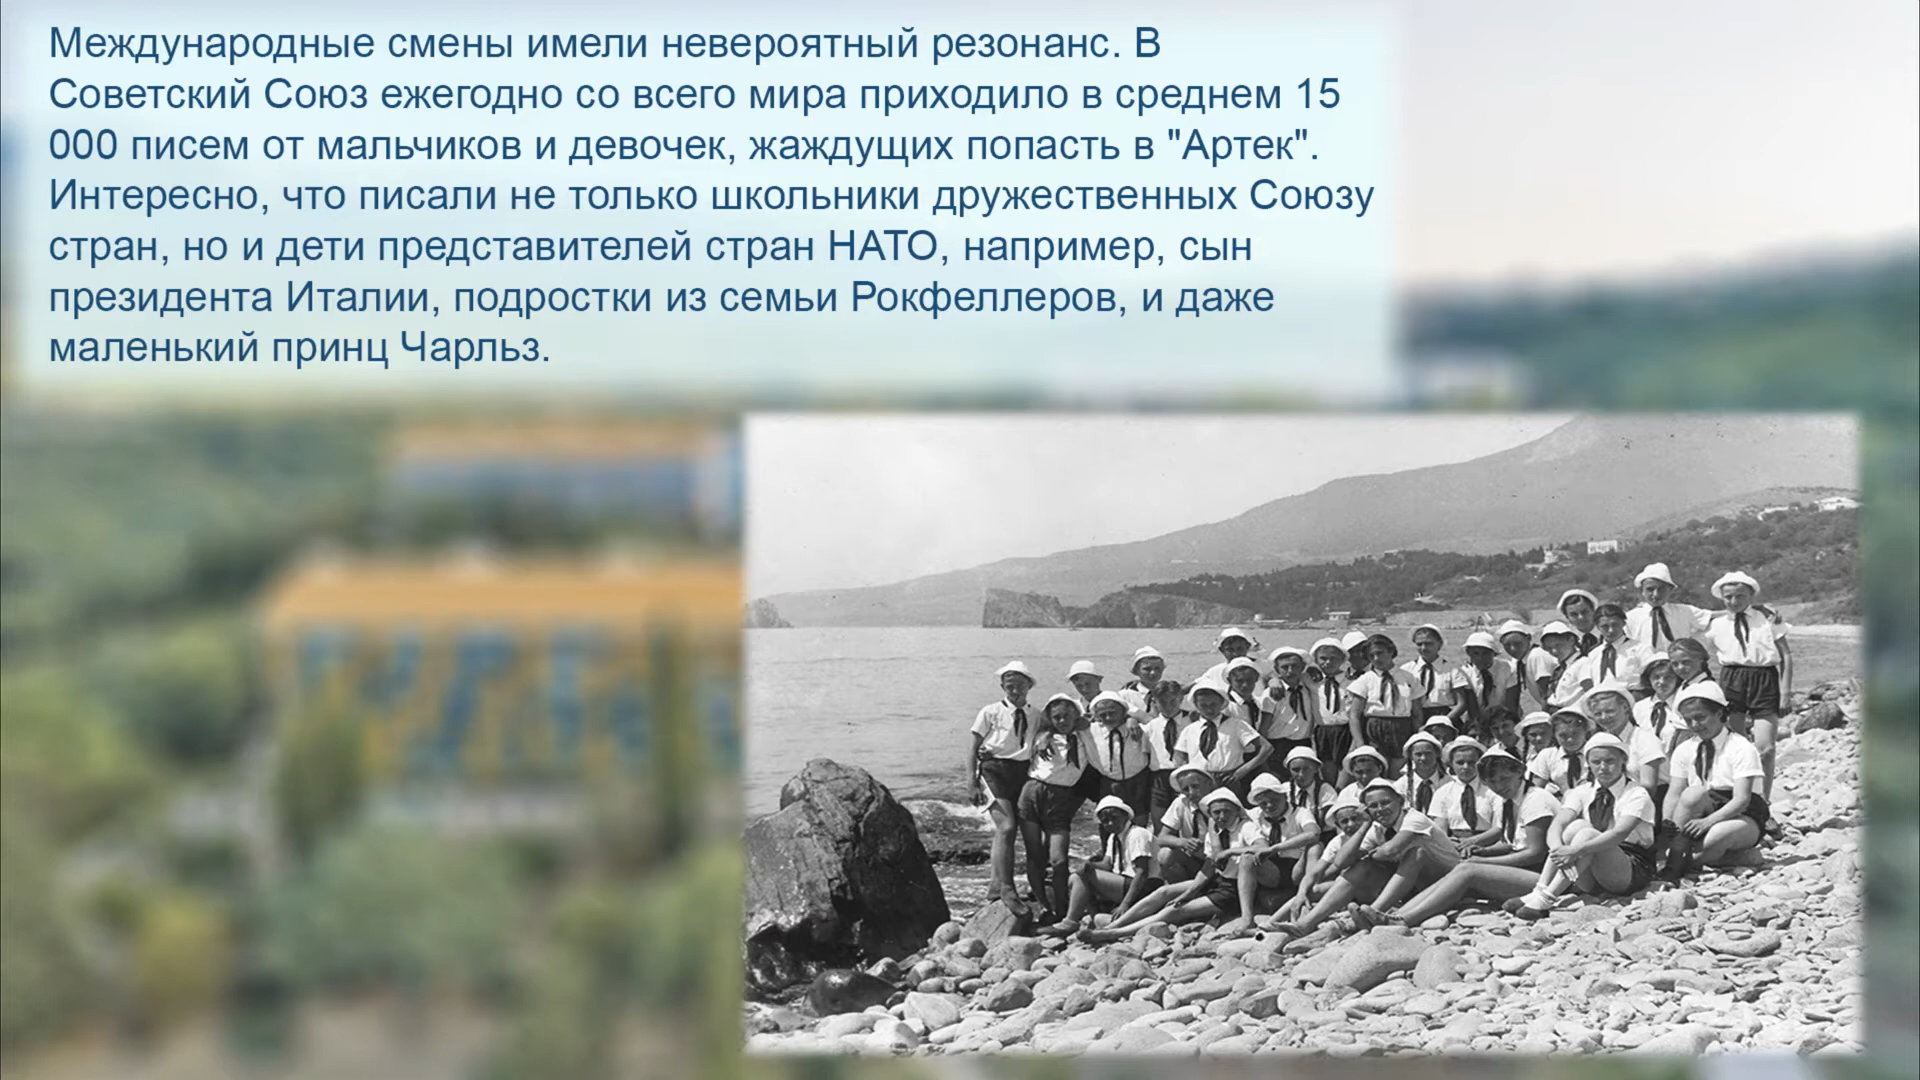 Международные смены имели невероятный резонанс. В
Советский Союз ежегодно со всего мира приходило в среднем 15
000 писем от мальчиков и девочек, жаждущих попасть в "Артек".
Интересно, что писали не только школьники дружественных Союзу
стран, но и дети представителей стран НАТО, например, сын
президента Италии, подростки из семьи Рокфеллеров, и даже
маленький принц Чарльз.